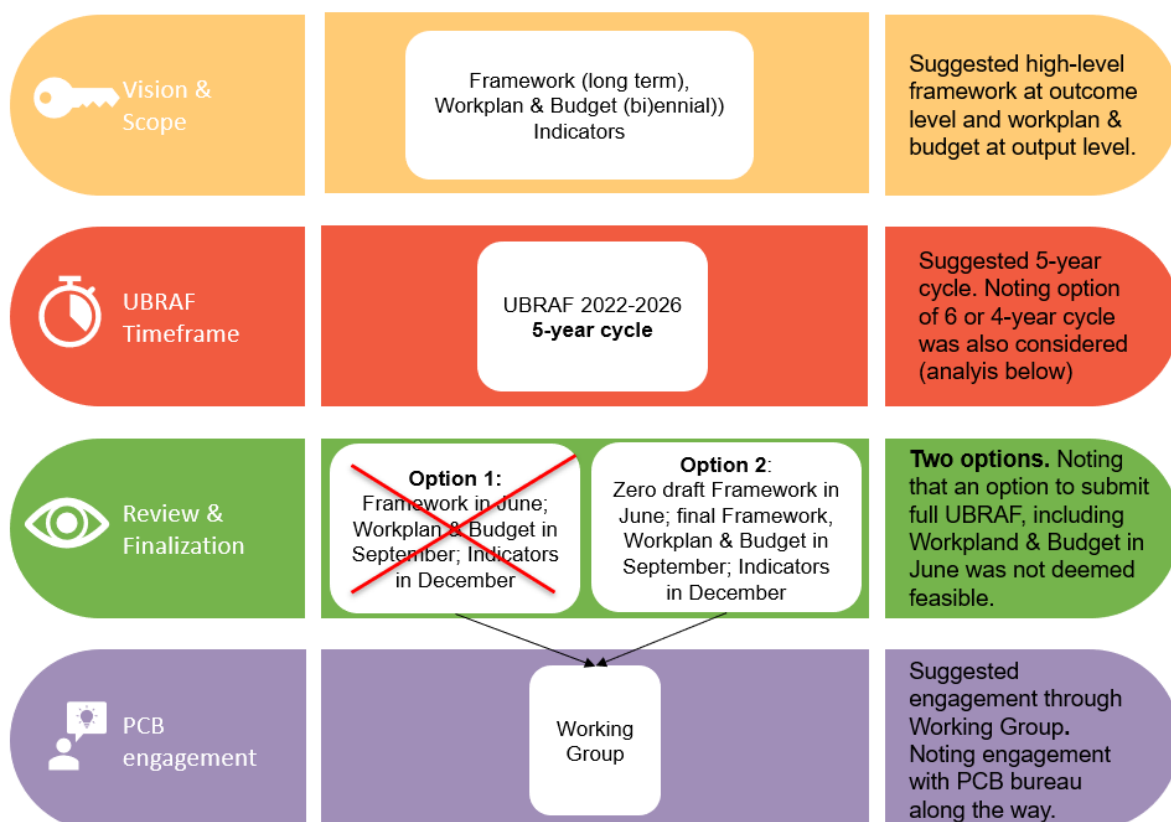 Vision &
Scope
Framework (long term),
Workplan & Budget (bi)ennial))
Indicators
Suggested high-level
framework at outcome
level and workplan &
budget at output level.
UBRAF
Timeframe
UBRAF 2022-2026
5-year cycle
Suggested 5-year
cycle. Noting option
of 6 or 4-year cycle
was also considered
(analyis below)
Review &
Finalization
Option 1:
Framework in June;
Workplan & Budget in
September; Indicators
in December
Option 2:
Zero draft Framework in
June; final Framework,
Workplan & Budget in
September; Indicators
in December
Two options. Noting
that an option to submit
full UBRAF, including
Workpland & Budget in
June was not deemed
feasible.
PCB
engagement
Working
Group
Suggested
engagement through
Working Group.
Noting engagement
with PCB bureau
along the way.